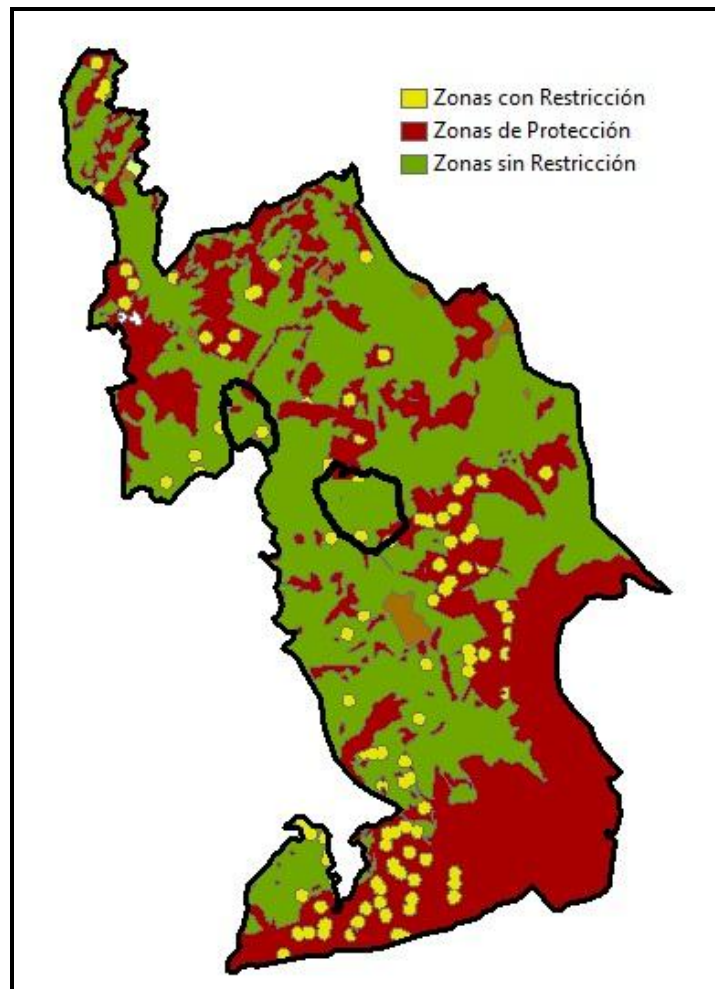 Zonas con Restricción
Zonas de Protección
Zonas sin Restricción